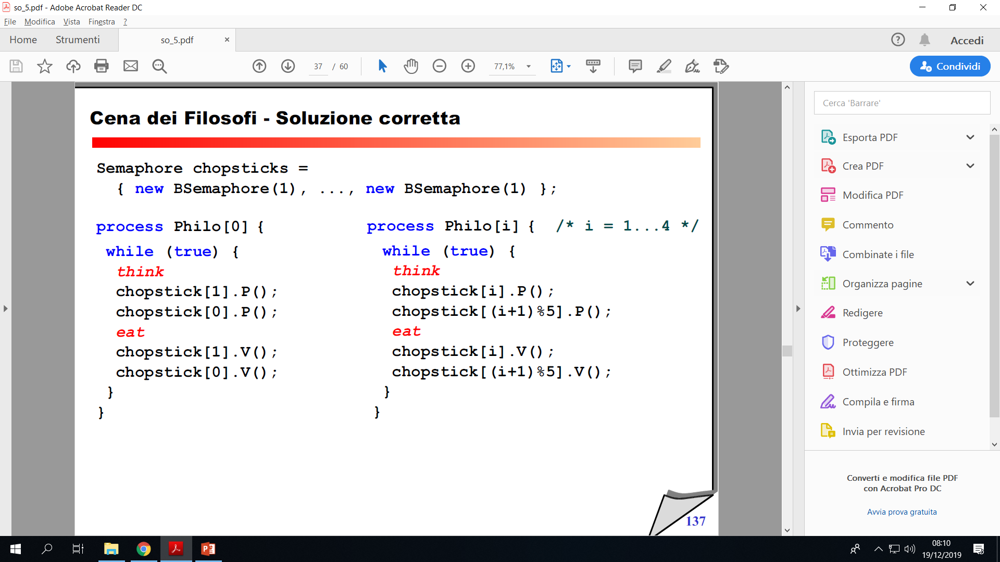 so_5.pdf - Adobe Acrobat Reader DC
File Modifica Vista Finestra ?
Home Strumenti so_5.pdf × Accedi
37 / 60 77,1% Condividi
Cena dei Filosofi - Soluzione corretta
Semaphore chopsticks =
{ new BSemaphore(1), ..., new BSemaphore(1) };
process Philo[0] {
while (true) {
think
chopstick[1].P();
chopstick[0].P();
eat
chopstick[1].V();
chopstick[0].V();
}
}
process Philo[i] { /* i = 1...4 */
while (true) {
think
chopstick[i].P();
chopstick[(i+1)%5].P();
eat
chopstick[i].V();
chopstick[(i+1)%5].V();
}
}
137
Cerca 'Barrare'
Esporta PDF
Crea PDF
Modifica PDF
Commento
Combinate i file
Organizza pagine
Redigere
Proteggere
Ottimizza PDF
Compila e firma
Invia per revisione
Converti e modifica file PDF
con Acrobat Pro DC
Avvia prova gratuita
08:10
19/12/2019